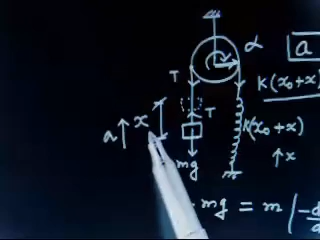 α
a
T
K(x₀+x)
T
K(x₀+x)
a ↑ x
↑x
mg
mg = m